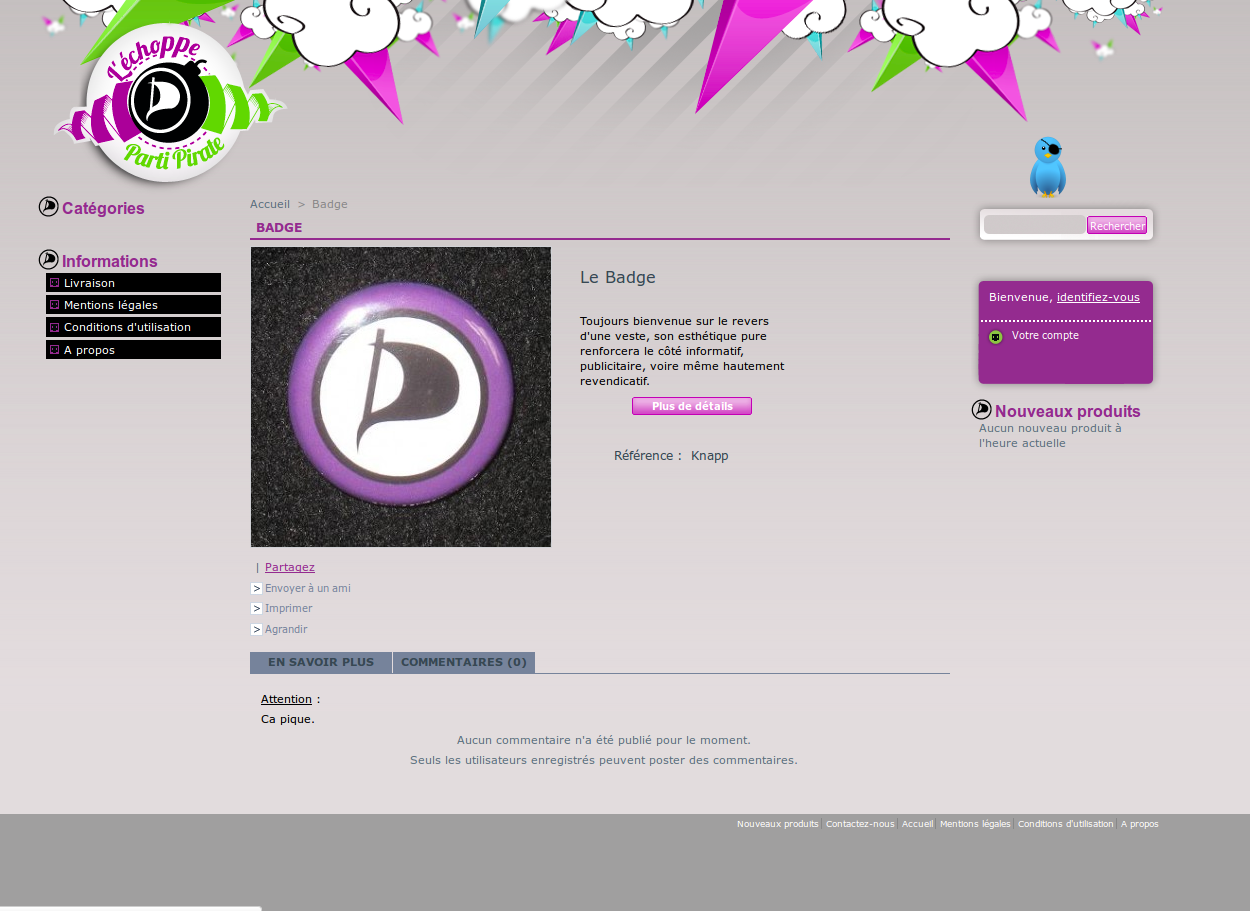 L'échoppe
Parti Pirate
Catégories
Informations
Livraison
Mentions légales
Conditions d'utilisation
A propos
Accueil > Badge
BADGE
Le Badge
Toujours bienvenue sur le revers
d'une veste, son esthétique pure
renforcera le côté informatif,
publicitaire, voire même hautement
revendicatif.
Plus de détails
Référence : Knapp
| Partagez
> Envoyer à un ami
> Imprimer
> Agrandir
EN SAVOIR PLUS
COMMENTAIRES (0)
Attention :
Ca pique.
Aucun commentaire n'a été publié pour le moment.
Seuls les utilisateurs enregistrés peuvent poster des commentaires.
Rechercher
Bienvenue, identifiez-vous
Votre compte
Nouveaux produits
Aucun nouveau produit à
l'heure actuelle
Nouveaux produits | Contactez-nous | Accueil | Mentions légales | Conditions d'utilisation | A propos